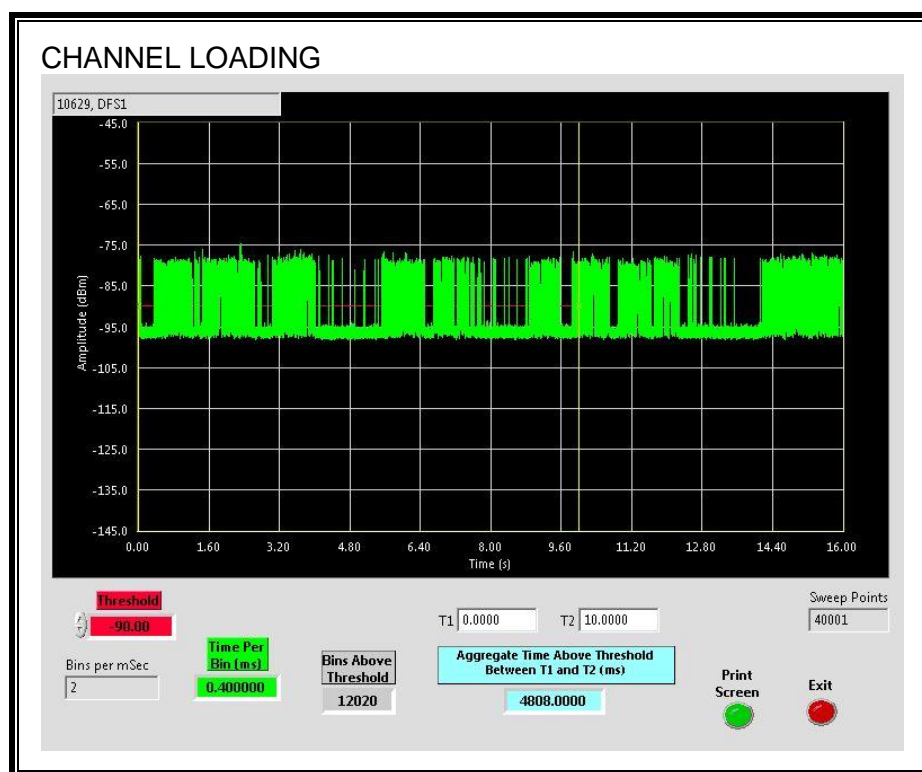 CHANNEL LOADING
10629, DFS1
-45.0
-55.0
-65.0
-75.0
-85.0
-95.0
-105.0
-115.0
-125.0
-135.0
-145.0
Amplitude (dBm)
0.00 1.60 3.20 4.80 6.40 8.00 9.60 11.20 12.80 14.40 16.00
Time (s)
Threshold
-90.00
Bins per mSec
2
Time Per
Bin (ms)
0.400000
Bins Above
Threshold
12020
T1 0.0000 T2 10.0000
Aggregate Time Above Threshold
Between T1 and T2 (ms)
4808.0000
Sweep Points
40001
Print
Screen
Exit